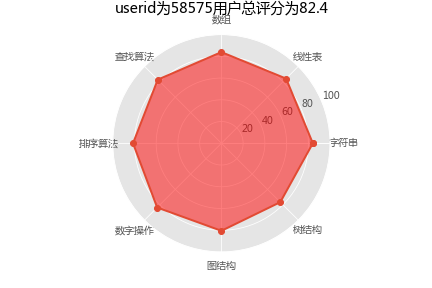 userid为58575用户总评分为82.4
数组
查找算法
线性表
100
80
60
40
20
排序算法
字符串
数字操作
树结构
图结构